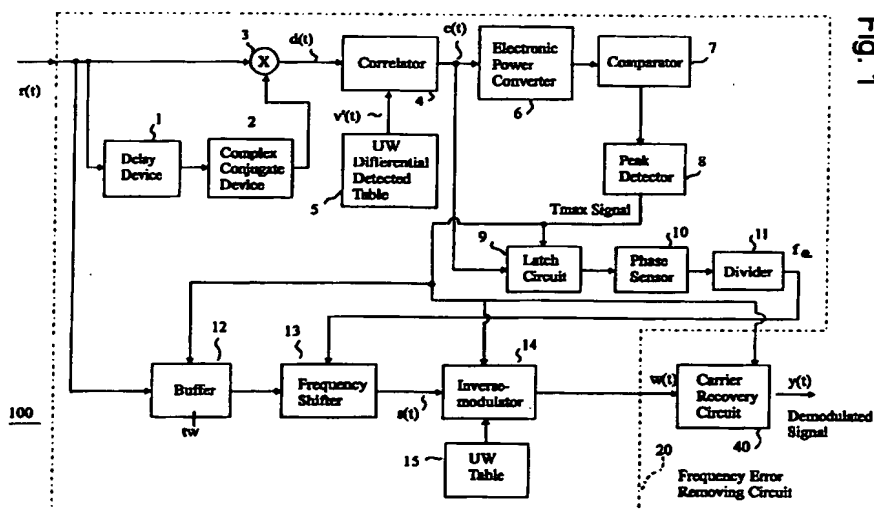 Fig. 1
r(t)
3
X
d(t)
Correlator
4
c(t)
Electronic
Power
Converter
6
Comparator
7
1
Delay
Device
2
Complex
Conjugate
Device
v'(t)
UW
Differential
Detected
Table
5
Peak
Detector
8
Tmax Signal
9
Latch
Circuit
10
Phase
Sensor
11
Divider
fe
12
Buffer
tw
13
Frequency
Shifter
s(t)
14
Inverse-
modulator
w(t)
Carrier
Recovery
Circuit
40
y(t)
Demodulated
Signal
100
15
UW
Table
20
Frequency Error
Removing Circuit